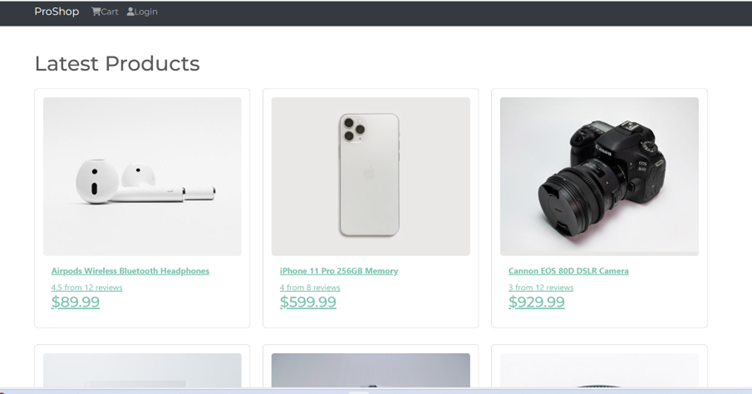 ProShop Cart Login
Latest Products
Airpods Wireless Bluetooth Headphones
4.5 from 12 reviews
$89.99
iPhone 11 Pro 256GB Memory
4 from 8 reviews
$599.99
Cannon EOS 80D DSLR Camera
3 from 12 reviews
$929.99